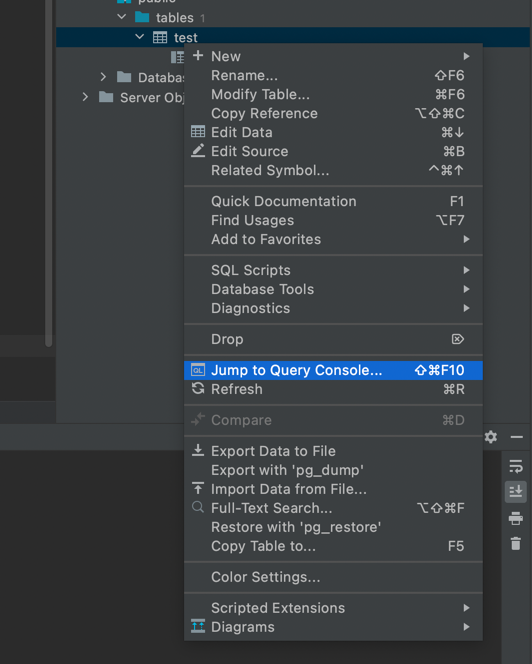 public
tables 1
test
New
Rename... ⇧F6
Modify Table... ⌘F6
Copy Reference ⌥⇧⌘C
Edit Data ⌘↓
Edit Source ⌘B
Related Symbol... ^⌘↑
Quick Documentation F1
Find Usages ⌥F7
Add to Favorites
SQL Scripts
Database Tools
Diagnostics
Drop ⌦
QL Jump to Query Console... ⇧⌘F10
Refresh ⌘R
Compare ⌘D
Export Data to File
Export with 'pg_dump'
Import Data from File...
Full-Text Search... ⌥⇧⌘F
Restore with 'pg_restore'
Copy Table to... F5
Color Settings...
Scripted Extensions
Diagrams
Databa
Server Obj